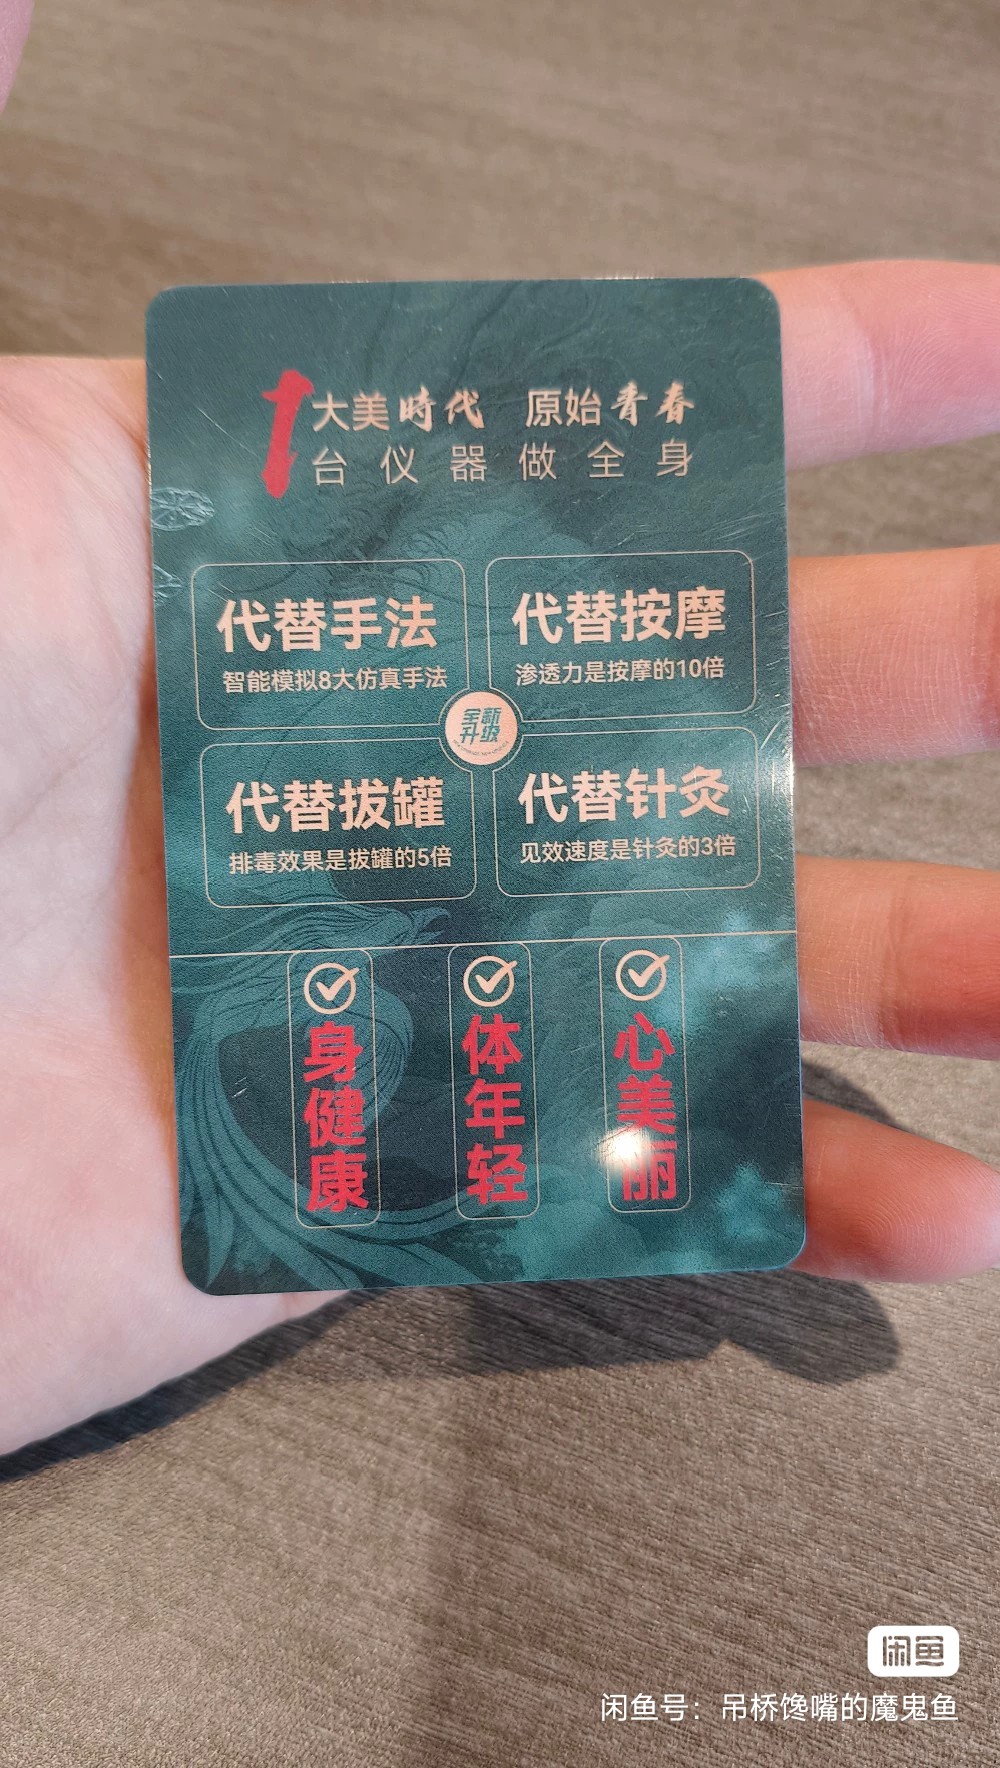 1
大美時代 原始青春
台仪器做全身
代替手法
智能模拟8大仿真手法
代替按摩
渗透力是按摩的10倍
全新
升级
代替拔罐
排毒效果是拔罐的5倍
代替针灸
见效速度是针灸的3倍
身健康
体年轻
心美丽
闲鱼
闲鱼号：吊桥馋嘴的魔鬼鱼